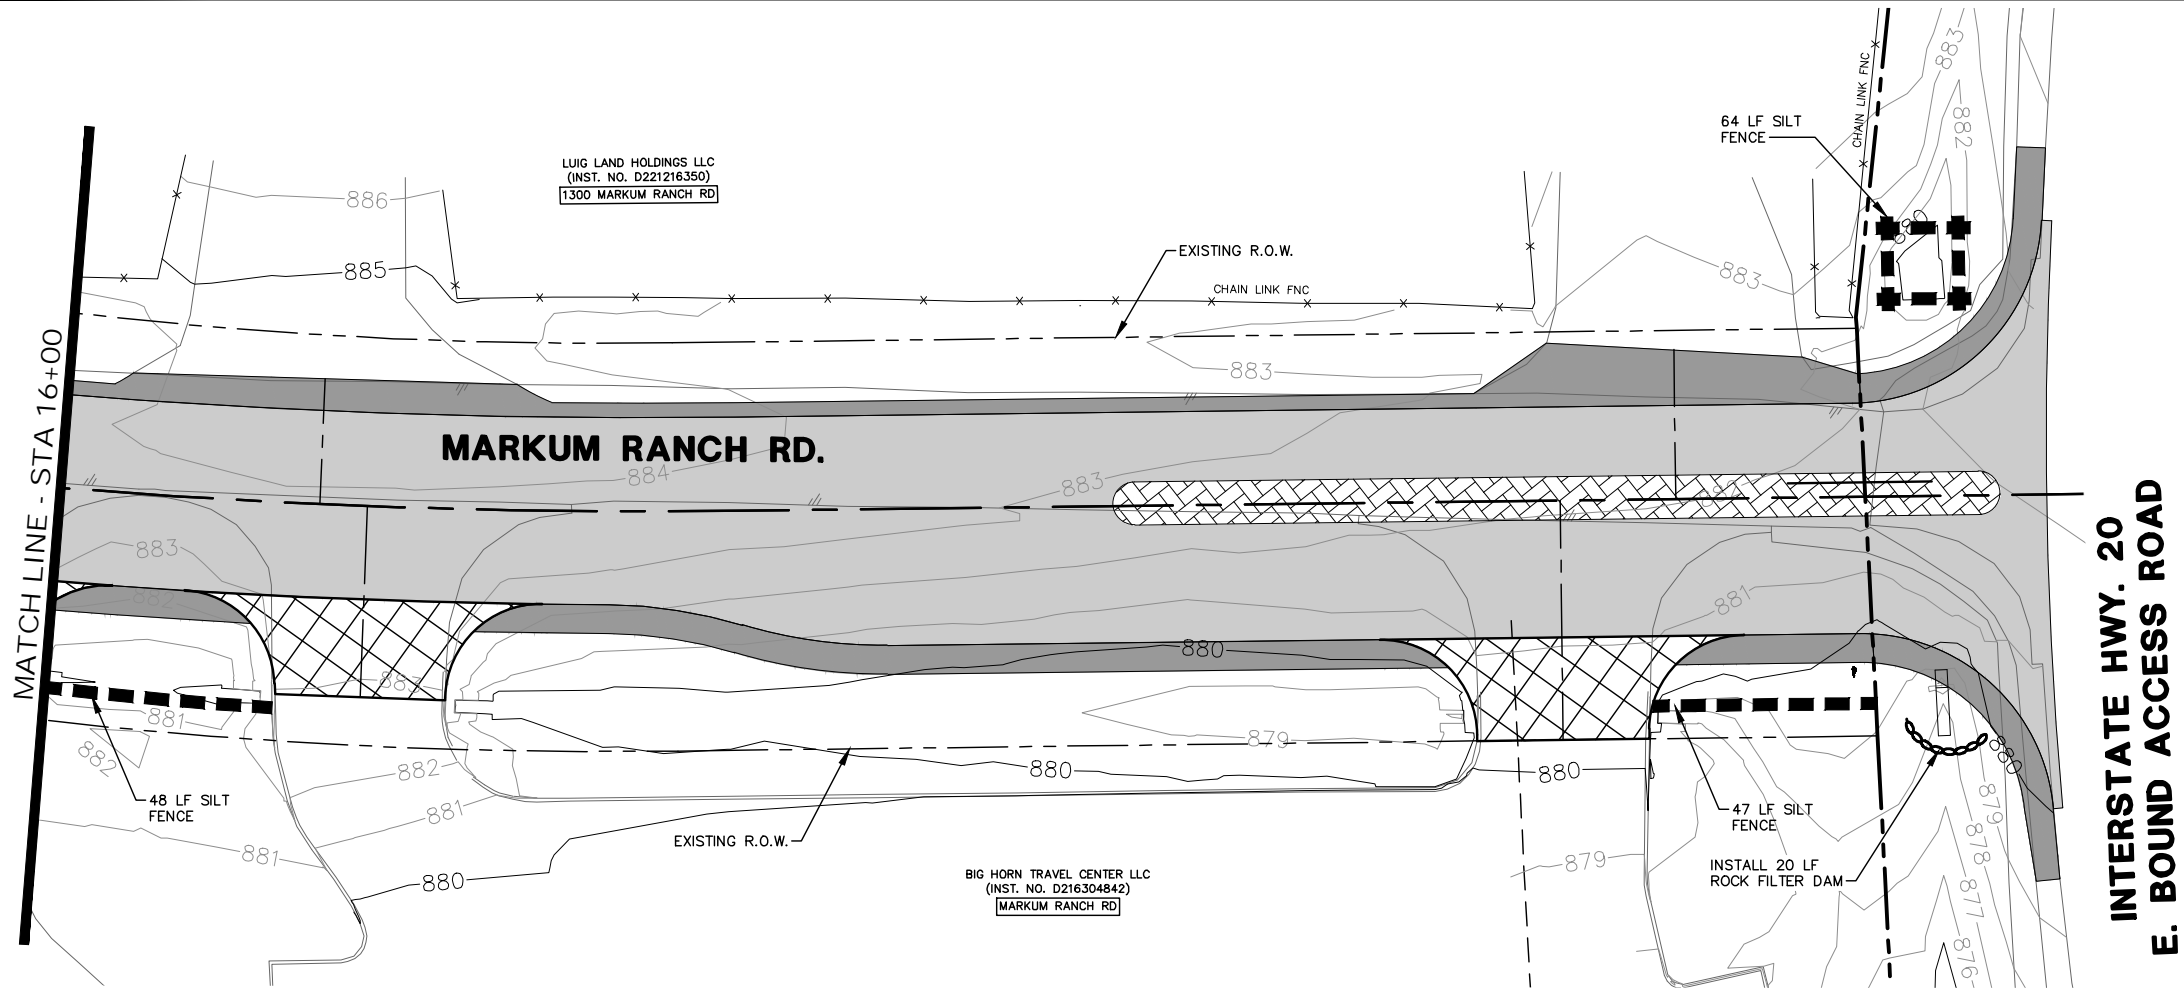 883
CHAIN LINK FNC
882
64 LF SILT
FENCE
LUIG LAND HOLDINGS LLC
(INST. NO. D221216350)
1300 MARKUM RANCH RD
886
885
EXISTING R.O.W.
CHAIN LINK FNC
883
880
883
MATCH LINE - STA 16+00
MARKUM RANCH RD.
884
883
882
883
882
881
880
883
881
882
882
881
879
880
880
880
48 LF SILT
FENCE
EXISTING R.O.W.
47 LF SILT
FENCE
INSTALL 20 LF
ROCK FILTER DAM
881
880
879
BIG HORN TRAVEL CENTER LLC
(INST. NO. D216304842)
MARKUM RANCH RD
879
878
877
876
INTERSTATE HWY. 20
E. BOUND ACCESS ROAD